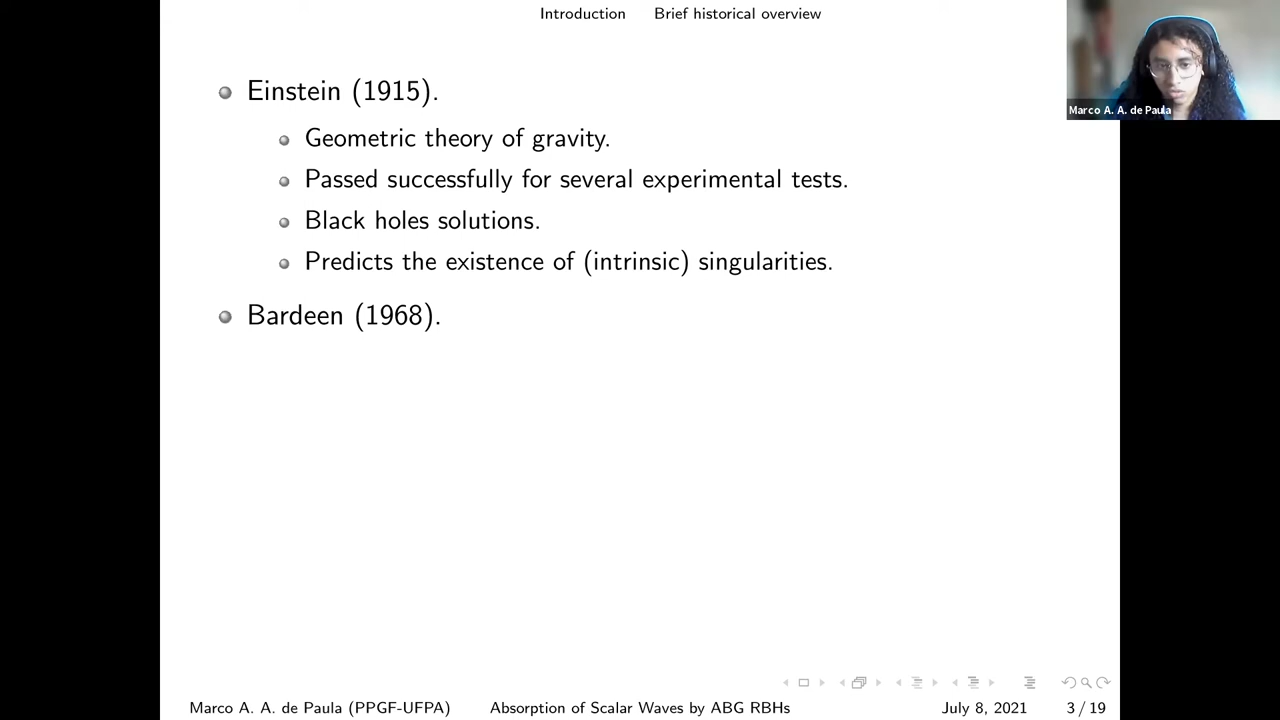 Introduction Brief historical overview
Einstein (1915).
Geometric theory of gravity.
Passed successfully for several experimental tests.
Black holes solutions.
Predicts the existence of (intrinsic) singularities.
Bardeen (1968).
Marco A. A. de Paula
Marco A. A. de Paula (PPGF-UFPA) Absorption of Scalar Waves by ABG RBHs July 8, 2021 3 / 19